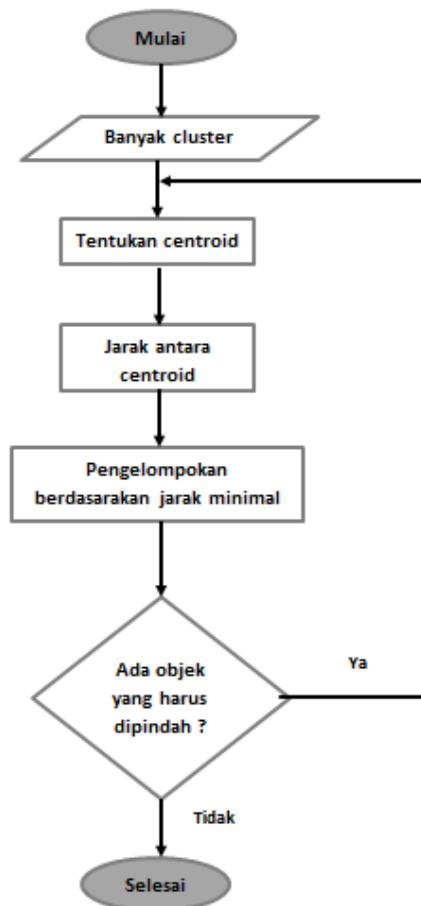 Mulai
Banyak cluster
Tentukan centroid
Jarak antara
centroid
Pengelompokan
berdasarakan jarak minimal
Ada objek
yang harus
dipindah ?
Ya
Tidak
Selesai